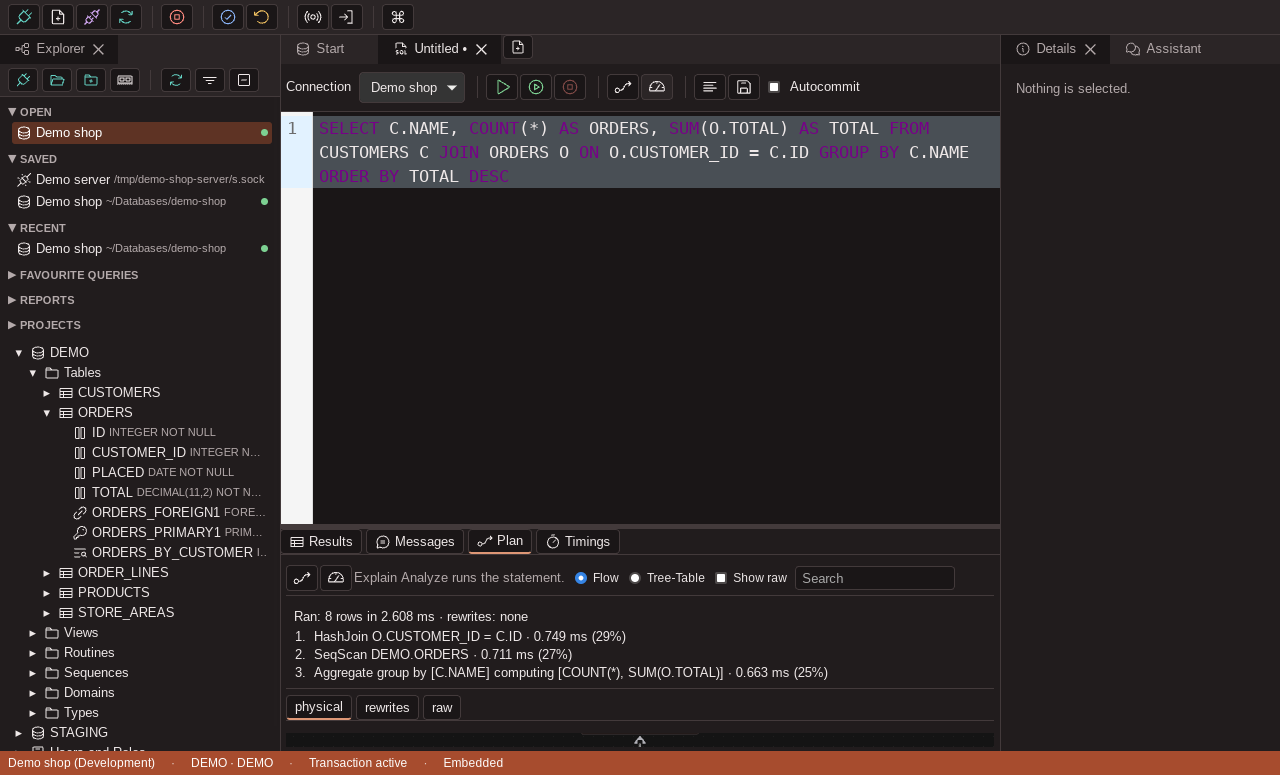 Explorer
Start
Untitled •
Details
Assistant
Connection
Demo shop
Autocommit
Nothing is selected.
OPEN
Demo shop
SAVED
Demo server /tmp/demo-shop-server/s.sock
Demo shop ~/Databases/demo-shop
RECENT
Demo shop ~/Databases/demo-shop
FAVOURITE QUERIES
REPORTS
PROJECTS
DEMO
Tables
CUSTOMERS
ORDERS
ID INTEGER NOT NULL
CUSTOMER_ID INTEGER N…
PLACED DATE NOT NULL
TOTAL DECIMAL(11,2) NOT N…
ORDERS_FOREIGN1 FORE…
ORDERS_PRIMARY1 PRIM…
ORDERS_BY_CUSTOMER I…
ORDER_LINES
PRODUCTS
STORE_AREAS
Views
Routines
Sequences
Domains
Types
STAGING
Users and Roles
1 SELECT C.NAME, COUNT(*) AS ORDERS, SUM(O.TOTAL) AS TOTAL FROM
CUSTOMERS C JOIN ORDERS O ON O.CUSTOMER_ID = C.ID GROUP BY C.NAME
ORDER BY TOTAL DESC
Results
Messages
Plan
Timings
Explain Analyze runs the statement.
Flow
Tree-Table
Show raw
Search
Ran: 8 rows in 2.608 ms · rewrites: none
1. HashJoin O.CUSTOMER_ID = C.ID · 0.749 ms (29%)
2. SeqScan DEMO.ORDERS · 0.711 ms (27%)
3. Aggregate group by [C.NAME] computing [COUNT(*), SUM(O.TOTAL)] · 0.663 ms (25%)
physical
rewrites
raw
Demo shop (Development) · DEMO · DEMO · Transaction active · Embedded